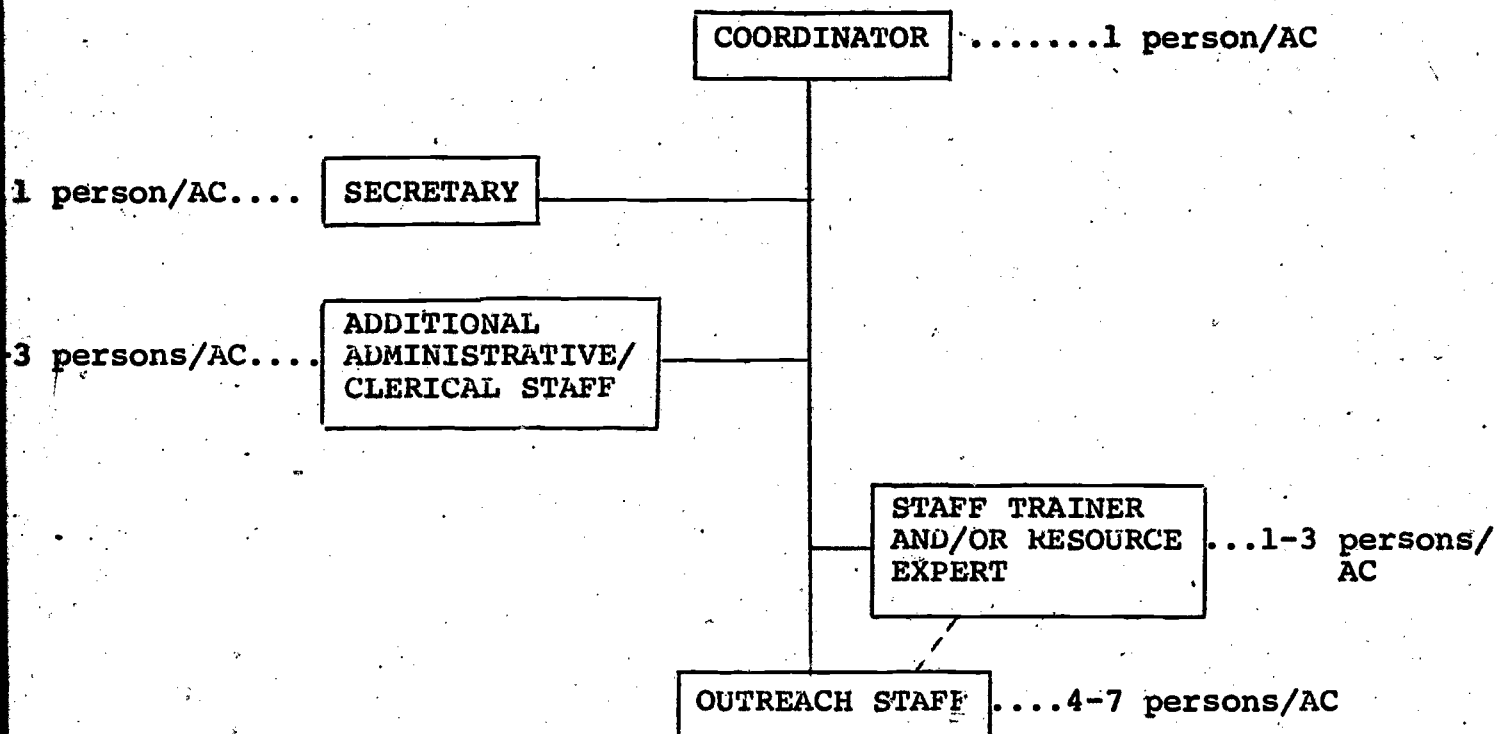 COORDINATOR .......1 person/AC
1 person/AC.... SECRETARY
-3 persons/AC.... ADDITIONAL
ADMINISTRATIVE/
CLERICAL STAFF
STAFF TRAINER
AND/OR RESOURCE ...1-3 persons/
EXPERT AC
OUTREACH STAFF ....4-7 persons/AC